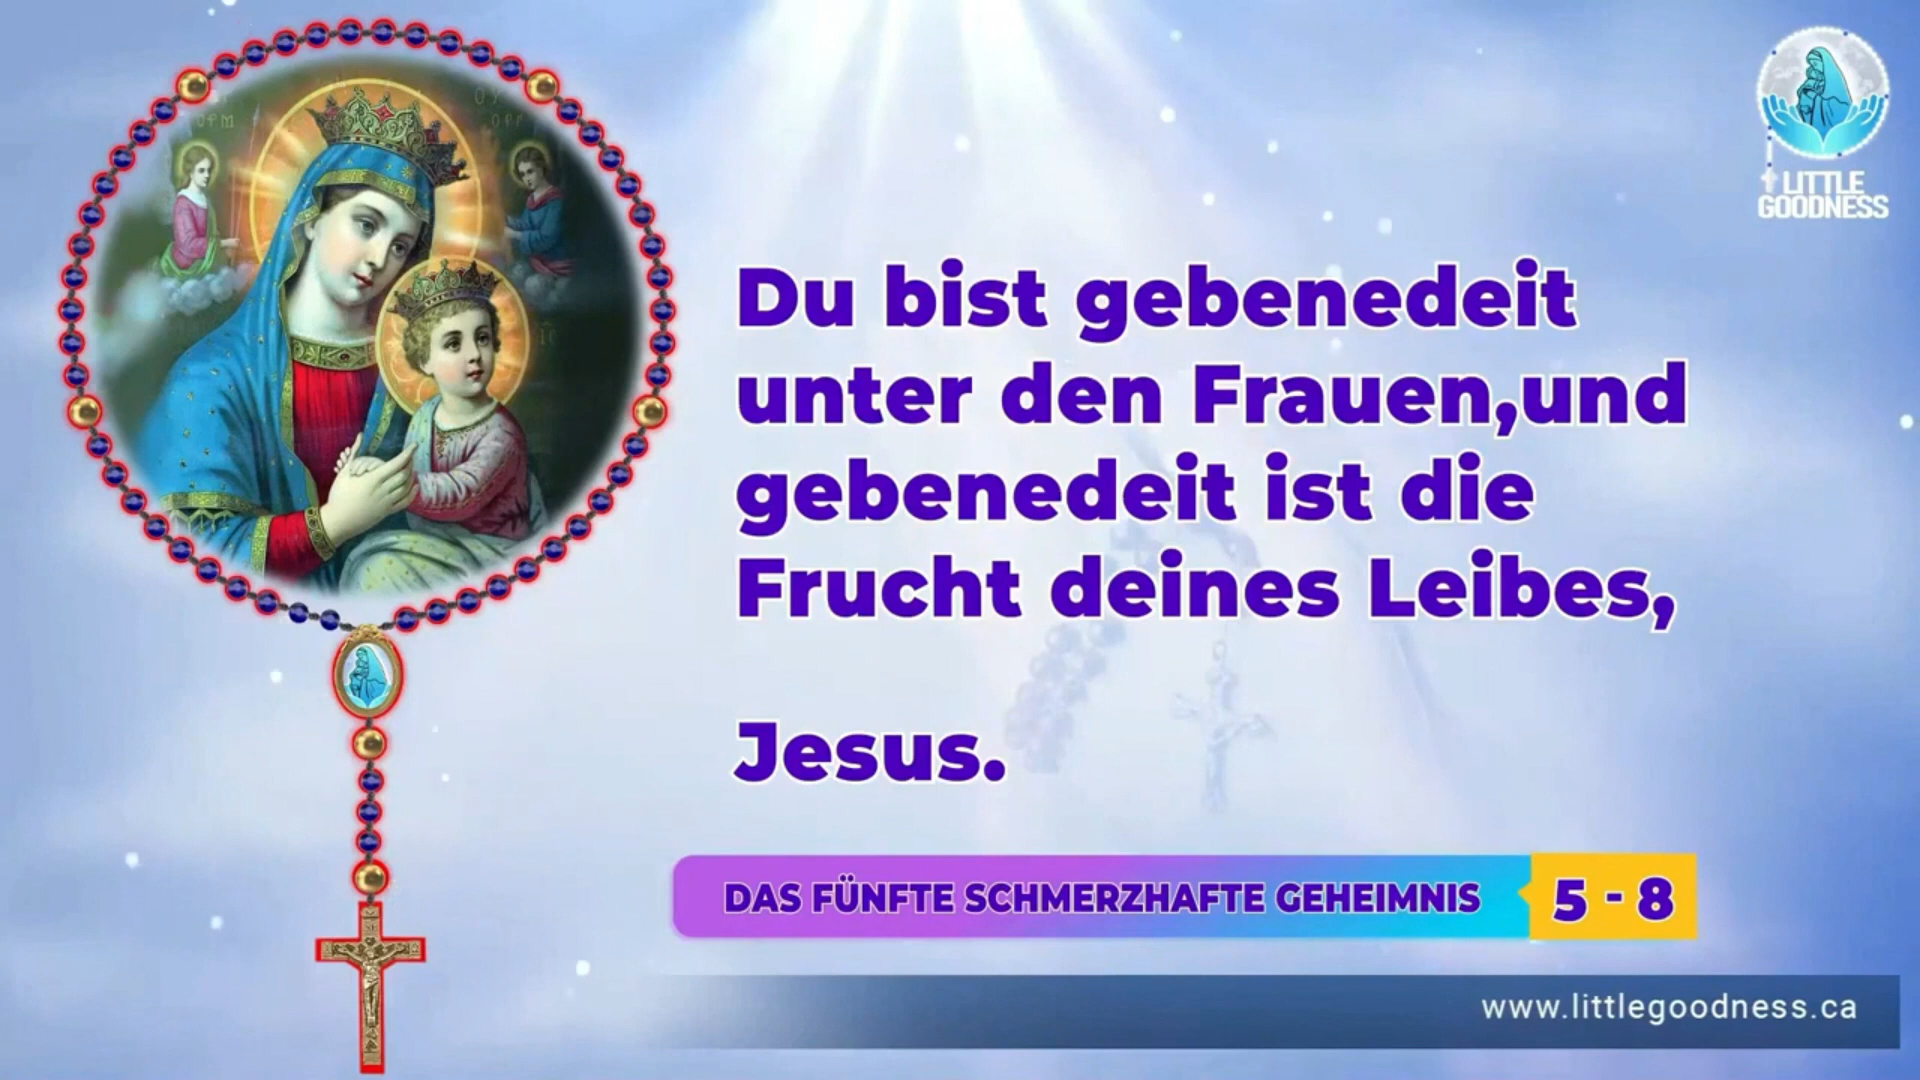 LITTLE
GOODNESS
Du bist gebenedeit
unter den Frauen,und
gebenedeit ist die
Frucht deines Leibes,
Jesus.
DAS FÜNFTE SCHMERZHAFTE GEHEIMNIS
5 - 8
www.littlegoodness.ca